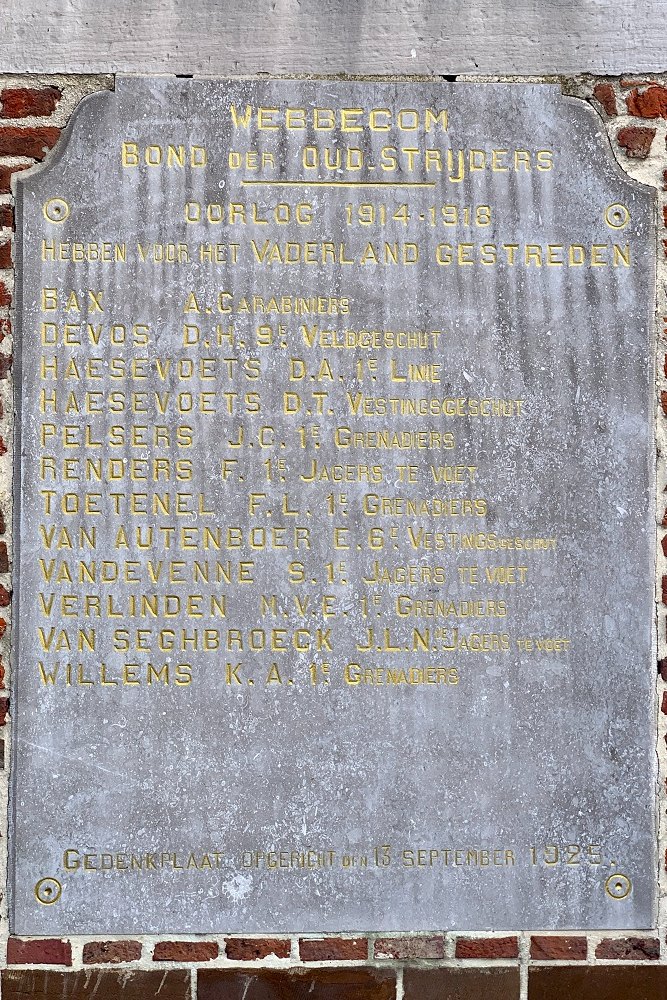 WEBBECOM
BOND DER OUD-STRIJDERS
OORLOG 1914-1918
HEBBEN VOOR HET VADERLAND GESTREDEN
BAX A. CARABINIERS
DEVOS D.H. 9E VELDGESCHUT
HAESEVOETS D.A. 1E LINIE
HAESEVOETS D.T. VESTINGSGESCHUT
PELSERS J.C. 1E GRENADIERS
RENDERS F. 1E JAGERS TE VOET
TOETENEL F.L. 1E GRENADIERS
VAN AUTENBOER E. 6E VESTINGSGESCHUT
VANDEVENNE S. 1E JAGERS TE VOET
VERLINDEN M.V.E. 1E GRENADIERS
VAN SEGHBROECK J.L.N. JAGERS TE VOET
WILLEMS K.A. 1E GRENADIERS
GEDENKPLAAT OPGERICHT DEN 13 SEPTEMBER 1925.